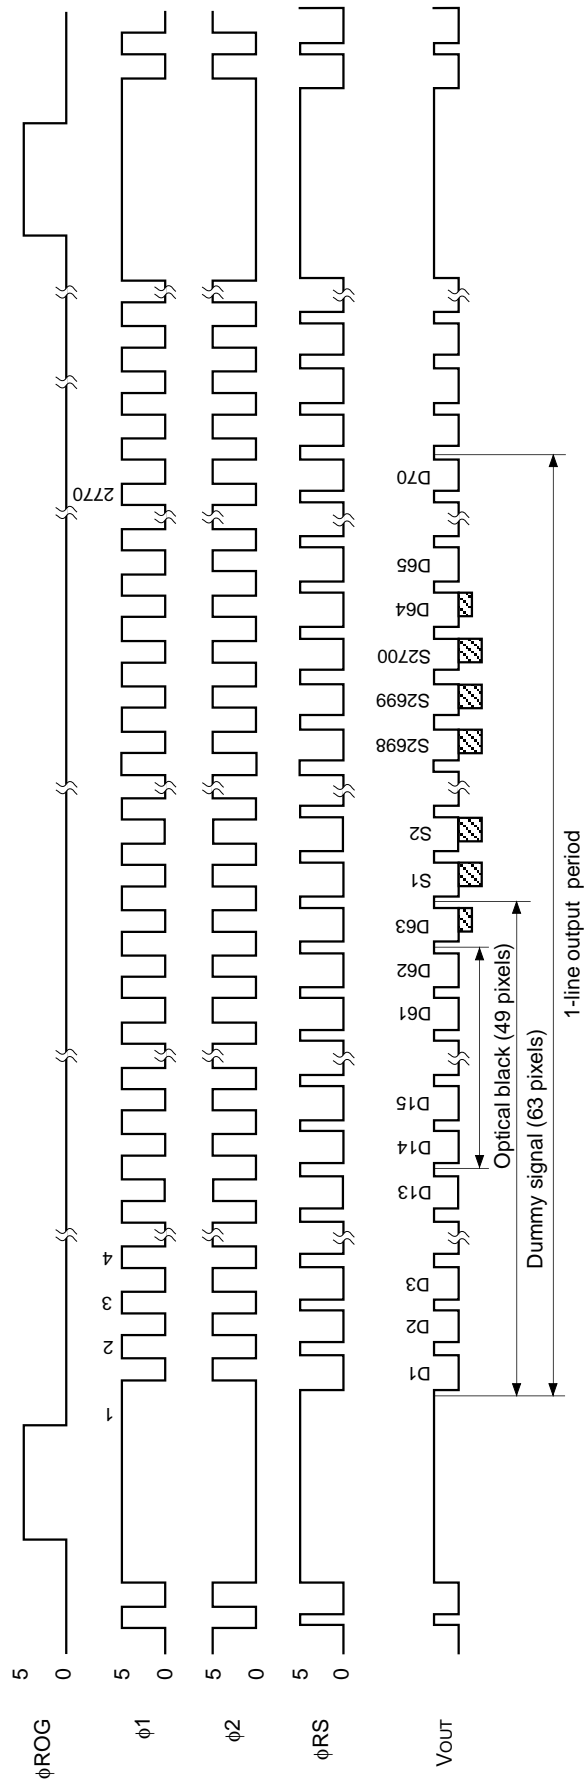 φROG
5
0
φ1
5
0
1
2
3
4
2770
φ2
5
0
φRS
5
0
VOUT
D1
D2
D3
D13
D14
D15
D61
D62
D63
S1
S2
S2698
S2699
S2700
D64
D65
D70
Optical black (49 pixels)
Dummy signal (63 pixels)
1-line output period